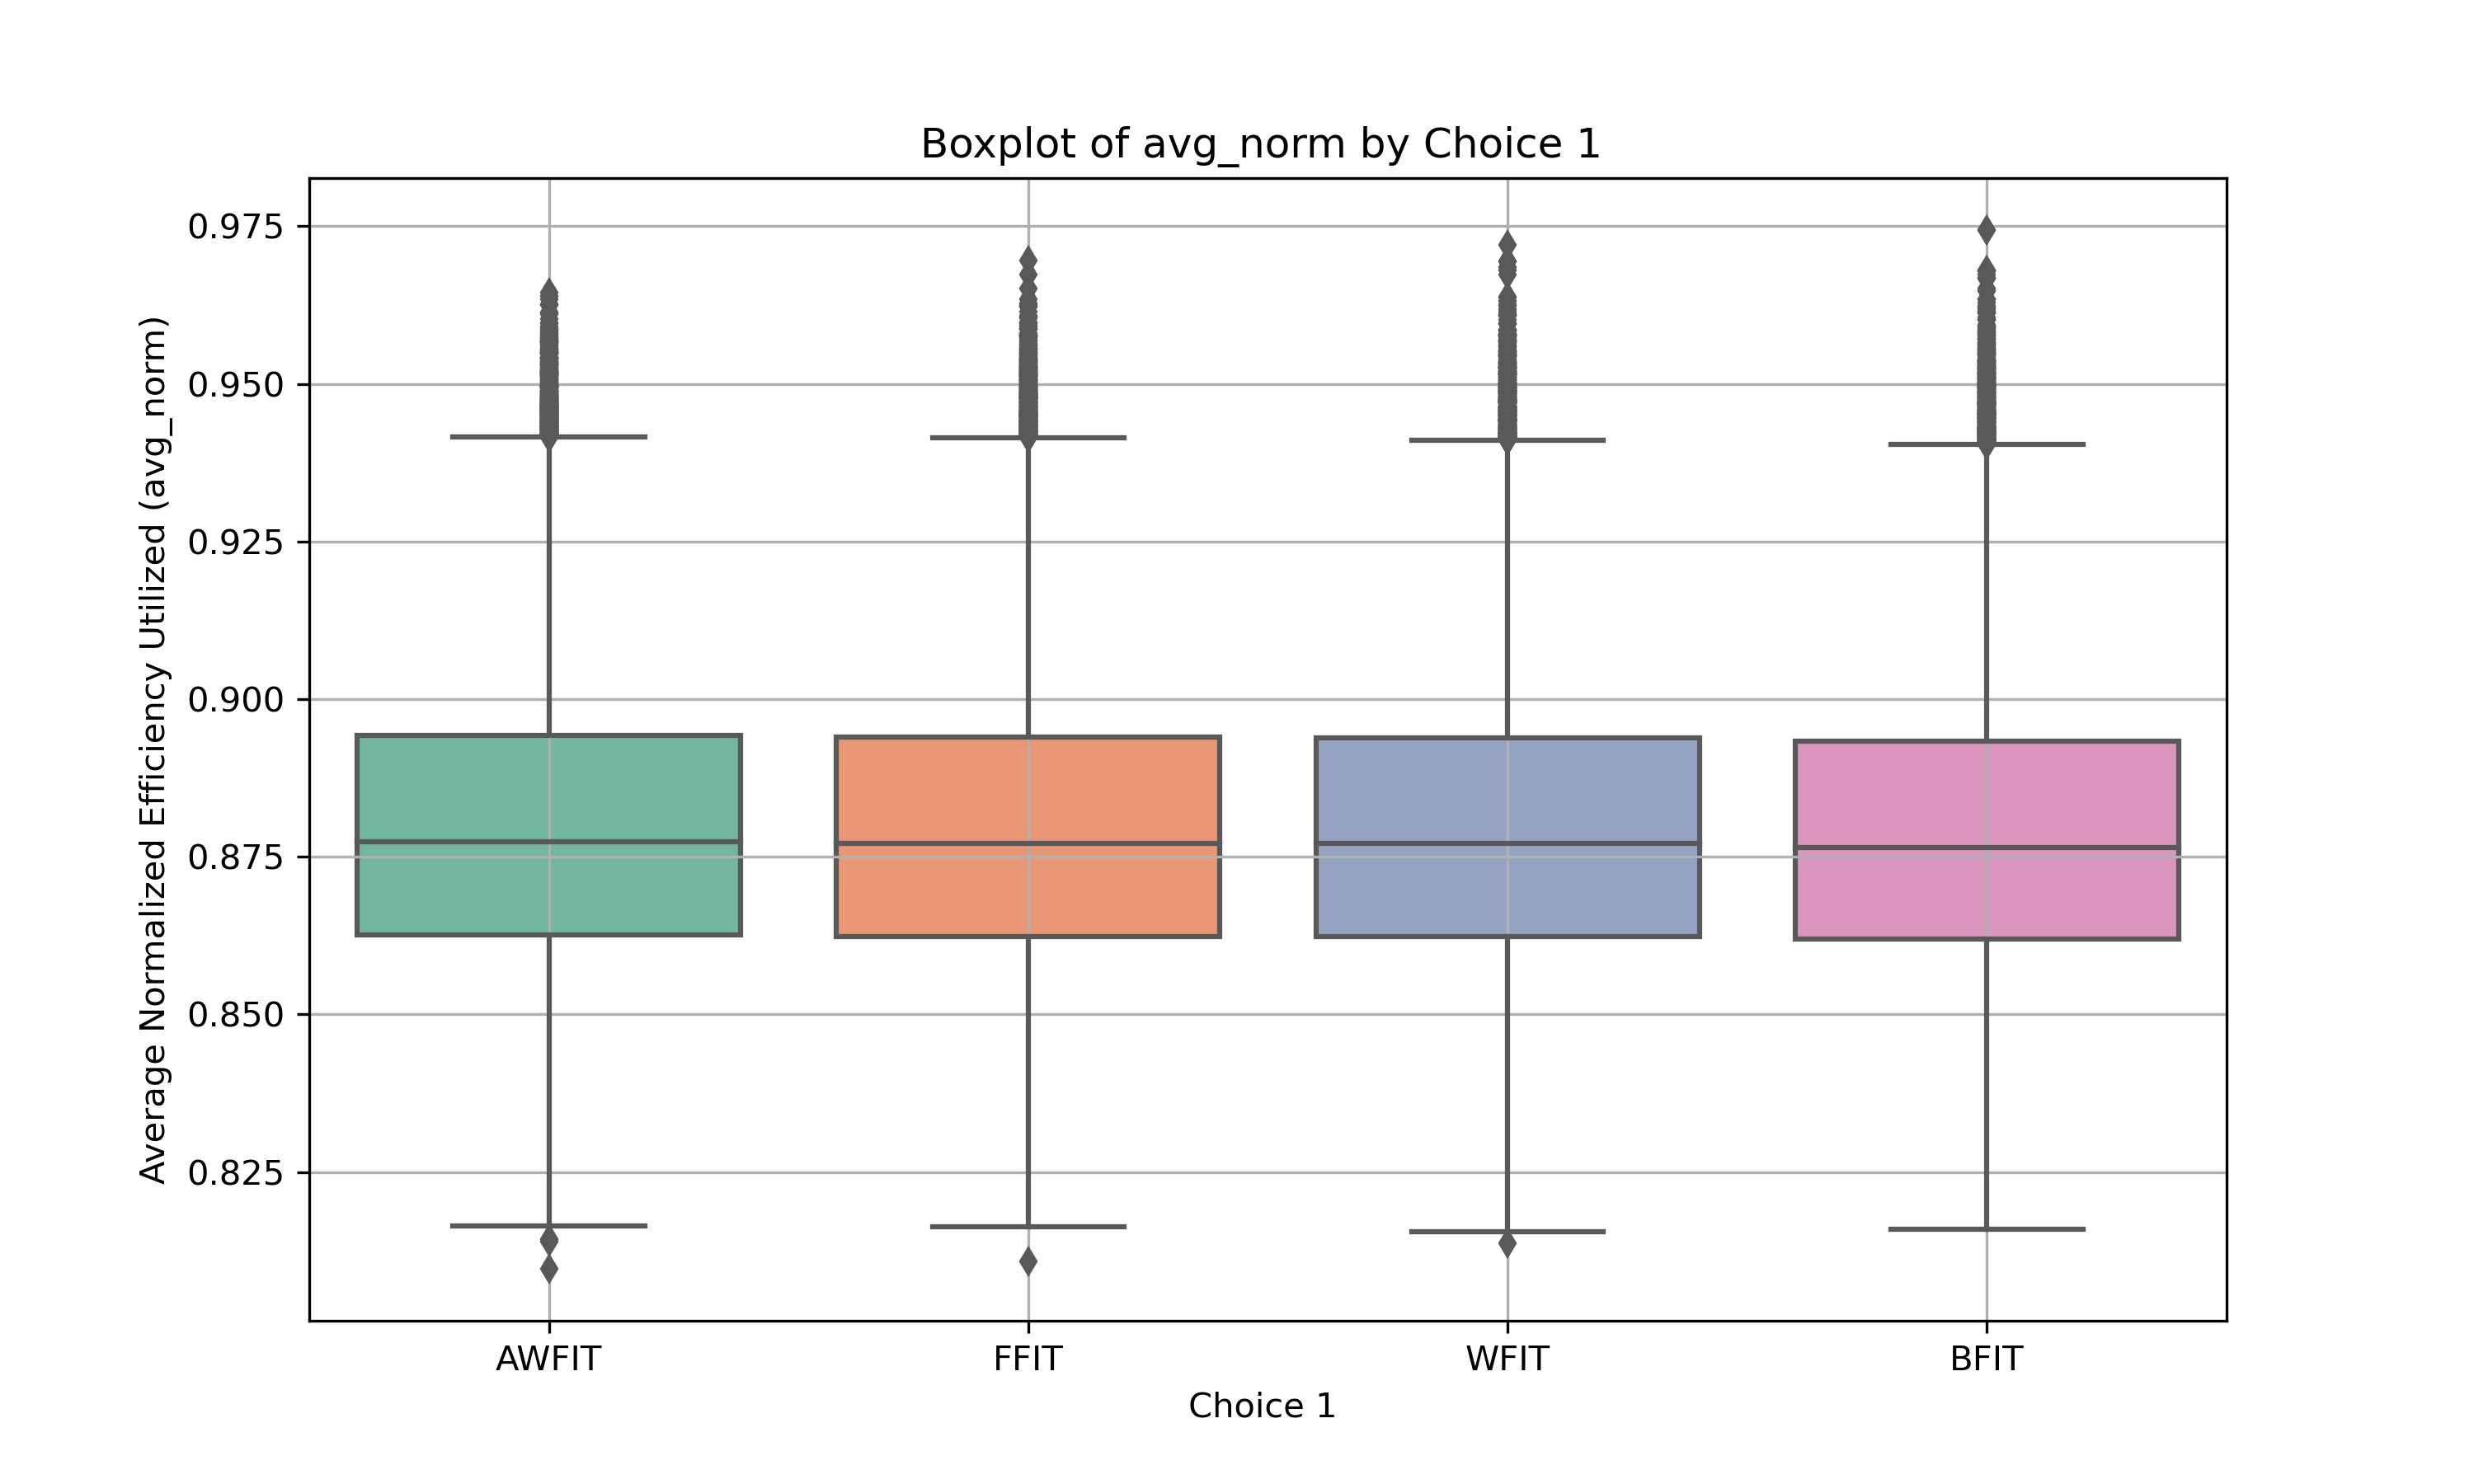 Boxplot of avg_norm by Choice 1
Average Normalized Efficiency Utilized (avg_norm)
0.975
0.950
0.925
0.900
0.875
0.850
0.825
AWFIT
FFIT
WFIT
BFIT
Choice 1